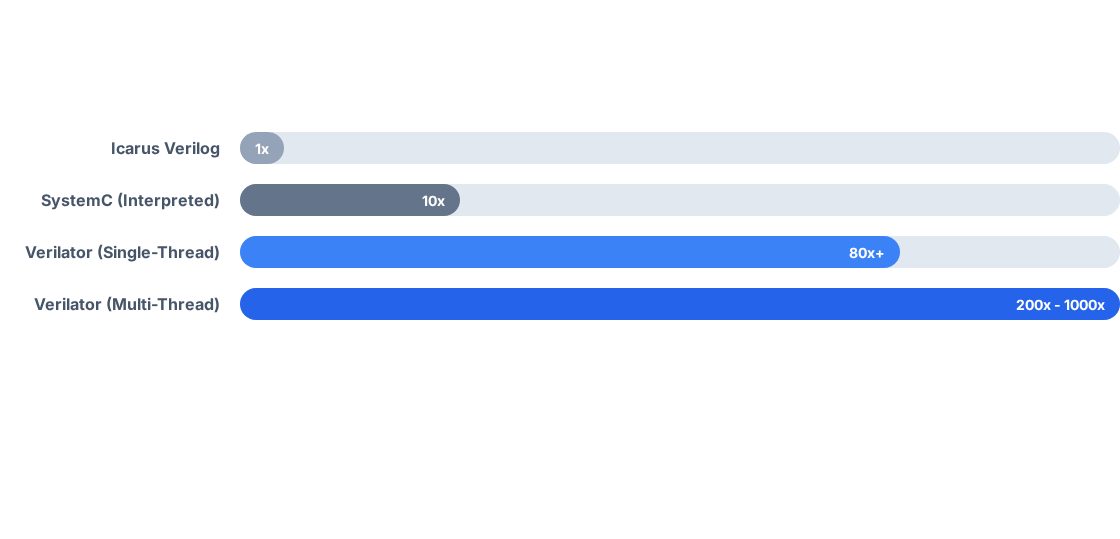 Icarus Verilog 1x
SystemC (Interpreted) 10x
Verilator (Single-Thread) 80x+
Verilator (Multi-Thread) 200x - 1000x